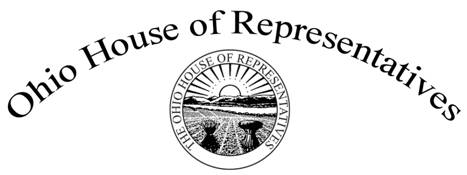 Ohio House of Representatives
THE OHIO HOUSE OF REPRESENTATIVES